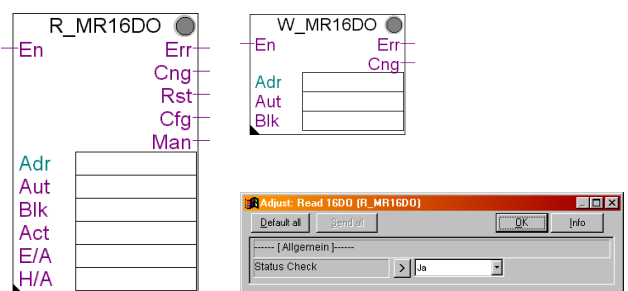 R_MR16DO
En Err
Cng
Rst
Cfg
Man
Adr
Aut
Blk
Act
E/A
H/A
W_MR16DO
En Err
Cng
Adr
Aut
Blk
Adjust: Read 16DO (R_MR16DO)
Default all Send all OK Info
------ [ Allgemein ]------
Status Check > Ja